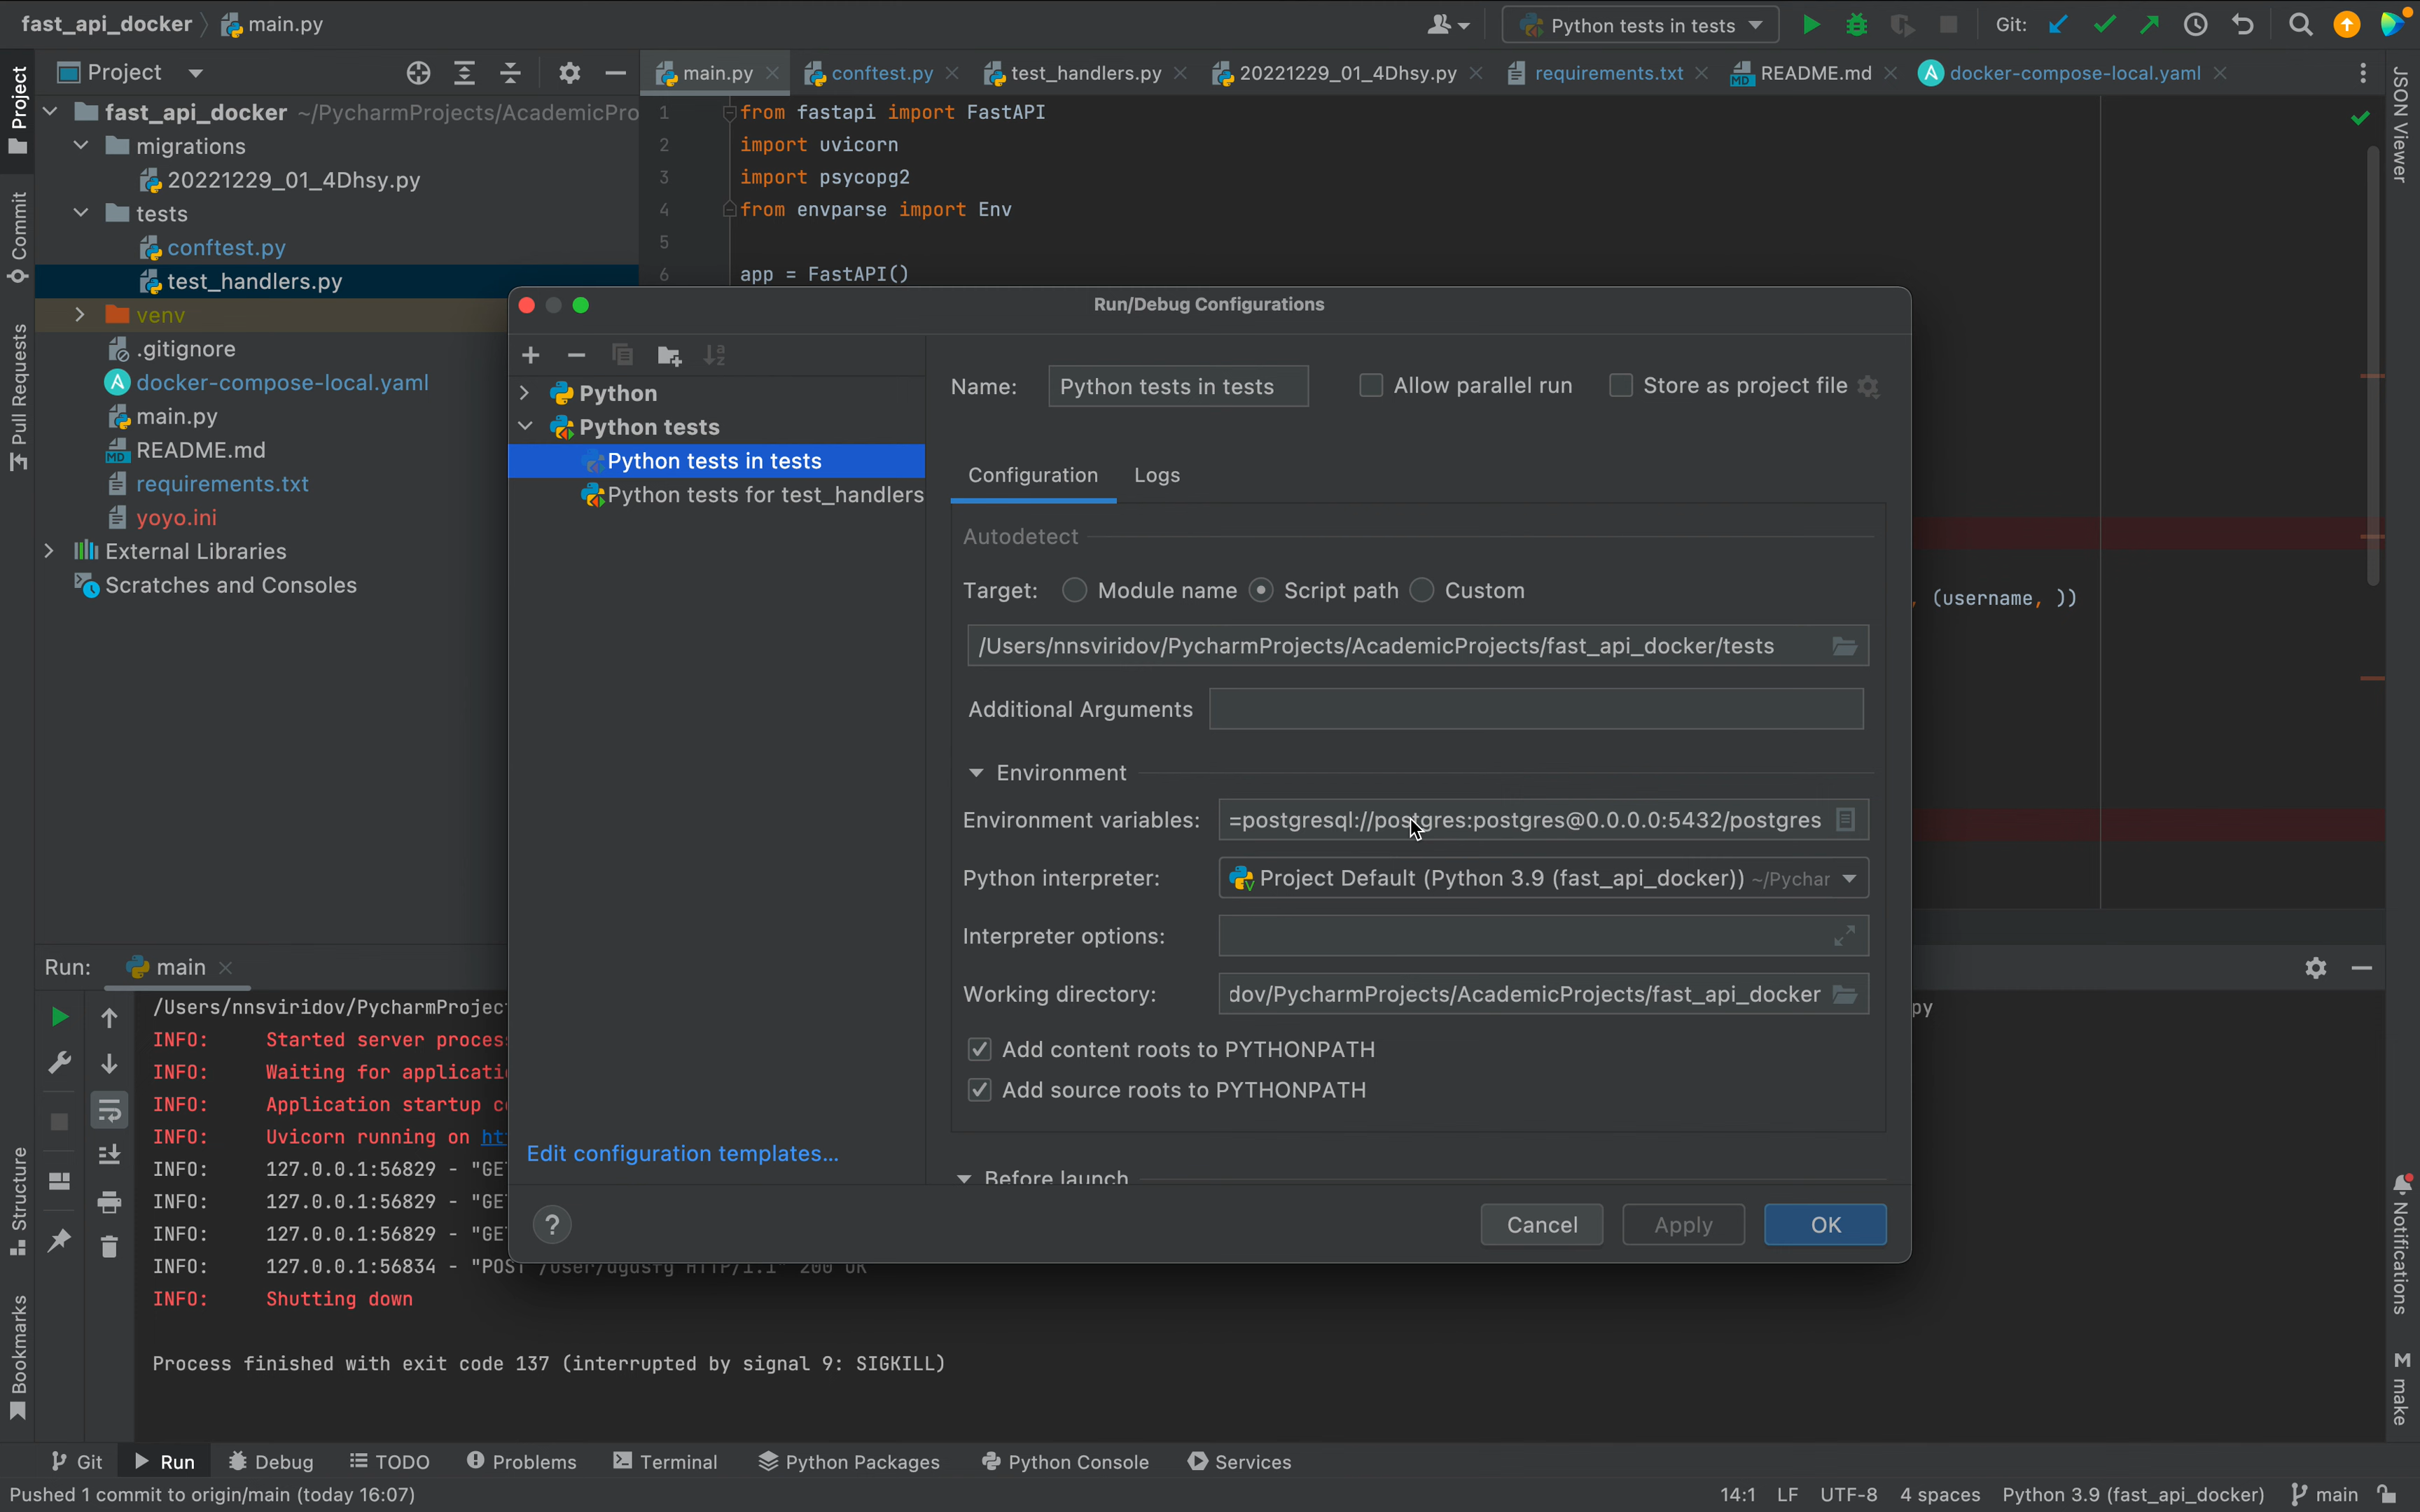 fast_api_docker main.py
Python tests in tests
Git:
Project
main.py
conftest.py
test_handlers.py
20221229_01_4Dhsy.py
requirements.txt
README.md
docker-compose-local.yaml
Project
Commit
Pull Requests
Structure
Bookmarks
fast_api_docker ~/PycharmProjects/AcademicPro
migrations
20221229_01_4Dhsy.py
tests
conftest.py
test_handlers.py
venv
.gitignore
docker-compose-local.yaml
main.py
README.md
requirements.txt
yoyo.ini
External Libraries
Scratches and Consoles
1 from fastapi import FastAPI
2 import uvicorn
3 import psycopg2
4 from envparse import Env
5
6 app = FastAPI()
, (username, ))
JSON Viewer
Notifications
make
Run/Debug Configurations
Python
Python tests
Python tests in tests
Python tests for test_handlers
Edit configuration templates...
Name: Python tests in tests
Allow parallel run
Store as project file
Configuration
Logs
Autodetect
Target: Module name Script path Custom
/Users/nnsviridov/PycharmProjects/AcademicProjects/fast_api_docker/tests
Additional Arguments
Environment
Environment variables: =postgresql://postgres:postgres@0.0.0.0:5432/postgres
Python interpreter: Project Default (Python 3.9 (fast_api_docker)) ~/Pychar
Interpreter options:
Working directory: dov/PycharmProjects/AcademicProjects/fast_api_docker
Add content roots to PYTHONPATH
Add source roots to PYTHONPATH
Before launch
?
Cancel
Apply
OK
Run: main
/Users/nnsviridov/PycharmProjec
py
INFO: Started server proces
INFO: Waiting for applicati
INFO: Application startup c
INFO: Uvicorn running on ht
INFO: 127.0.0.1:56829 - "GE
INFO: 127.0.0.1:56829 - "GE
INFO: 127.0.0.1:56829 - "GE
INFO: 127.0.0.1:56834 - "POST
INFO: Shutting down
Process finished with exit code 137 (interrupted by signal 9: SIGKILL)
Git
Run
Debug
TODO
Problems
Terminal
Python Packages
Python Console
Services
Pushed 1 commit to origin/main (today 16:07)
14:1 LF UTF-8 4 spaces Python 3.9 (fast_api_docker) main